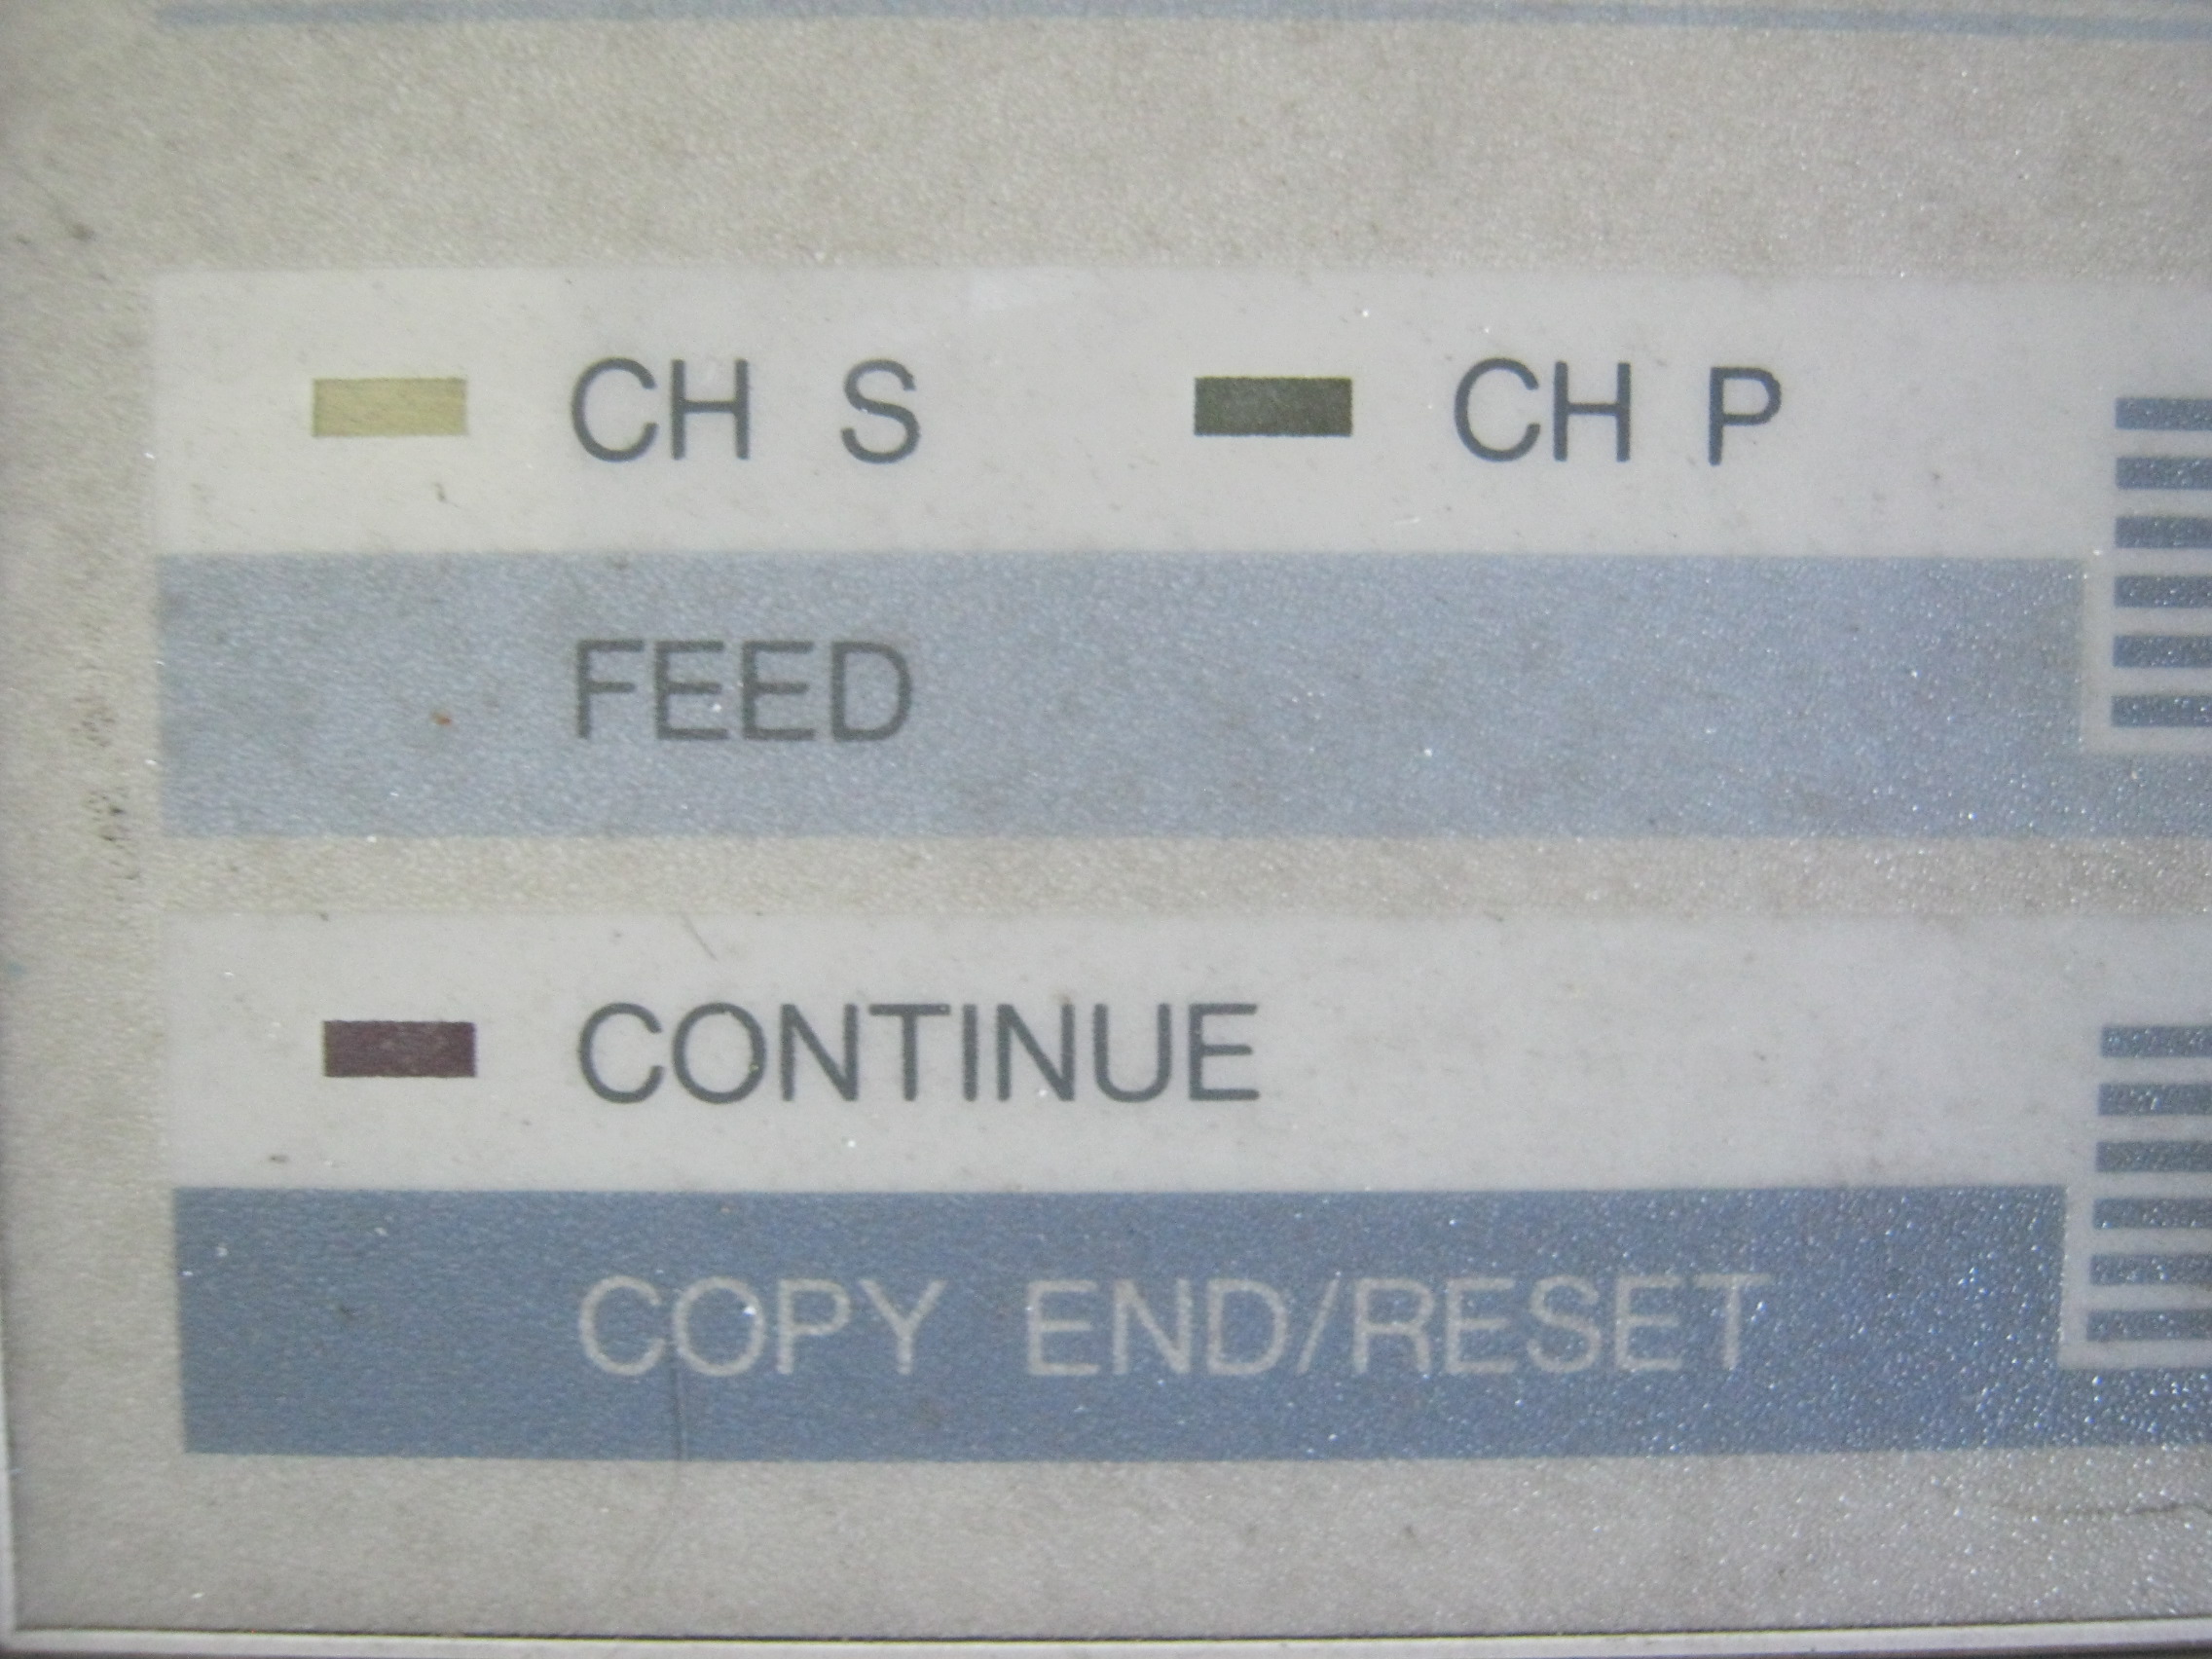 CH S CH P
FEED
CONTINUE
COPY END/RESET